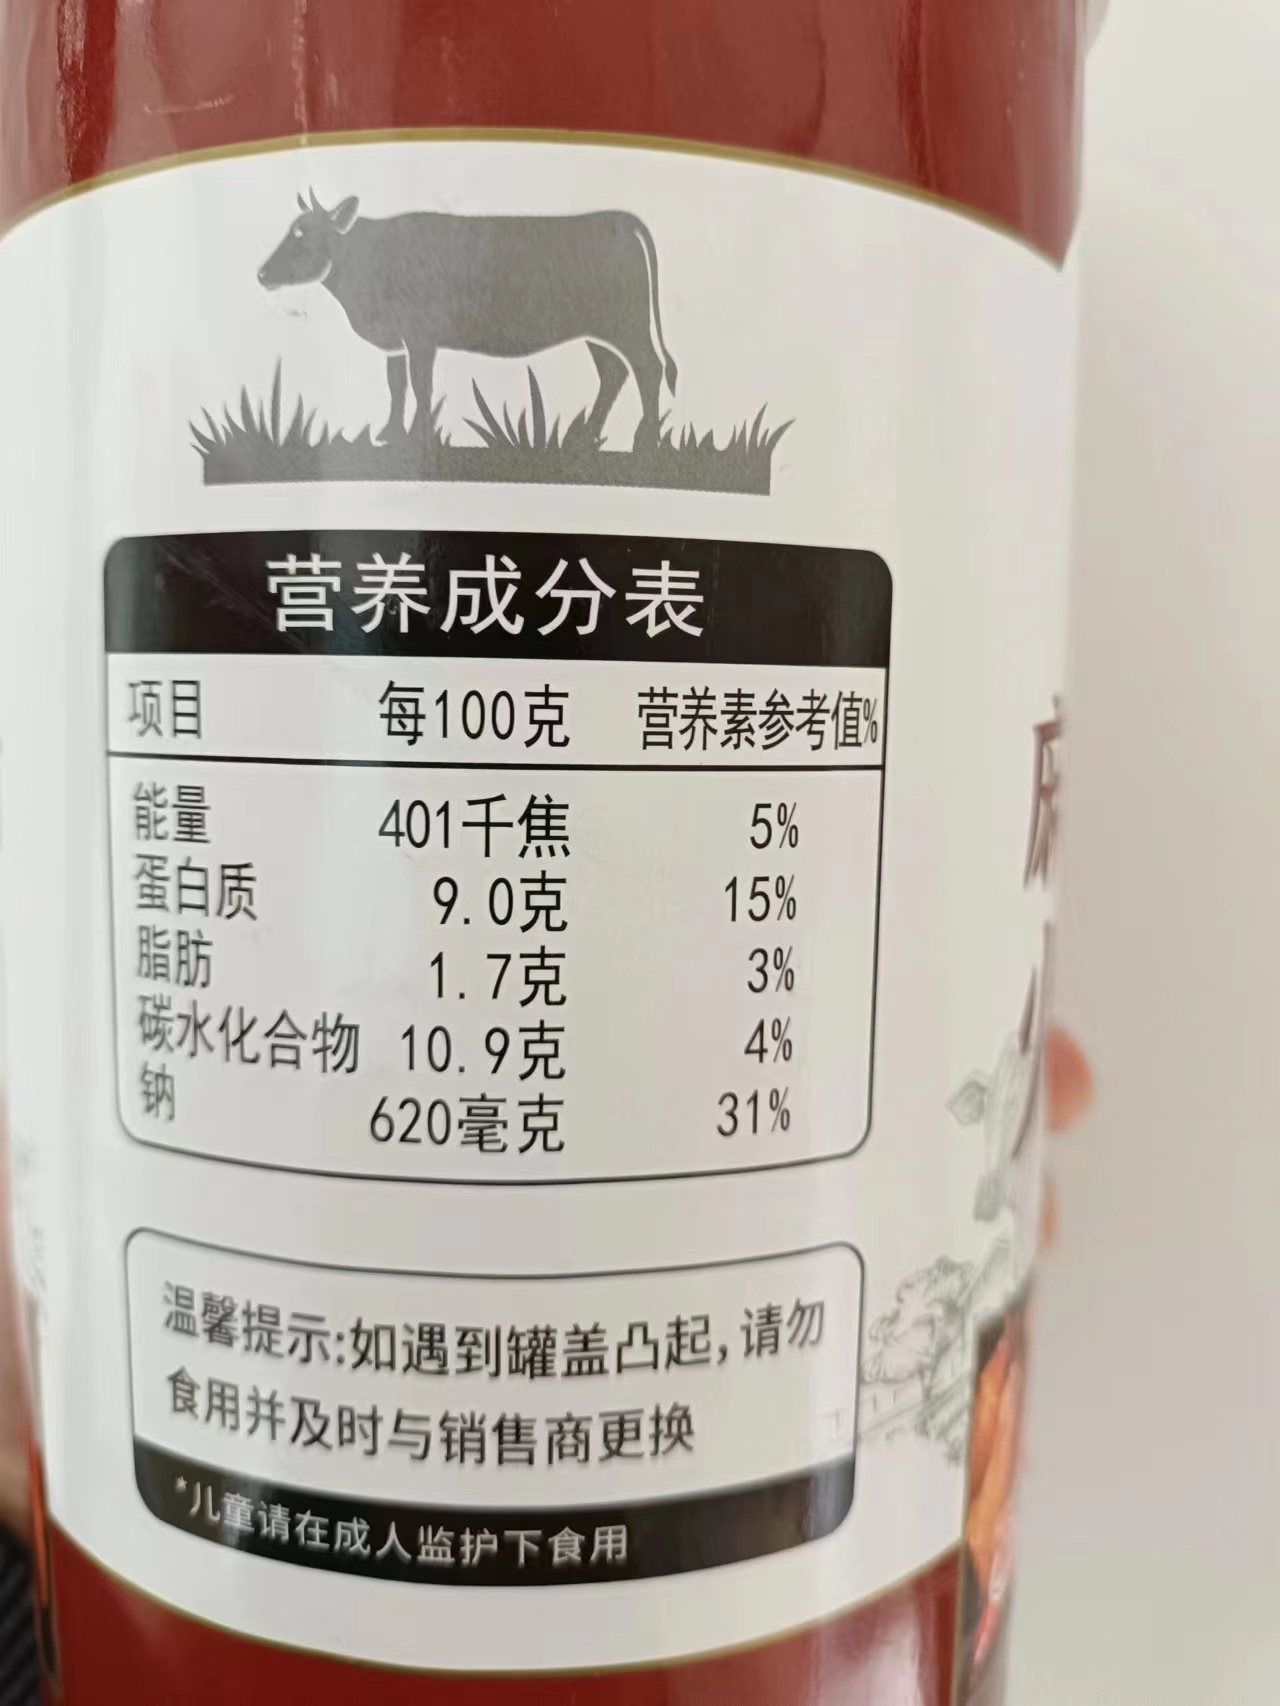 营养成分表
项目 每100克 营养素参考值%
能量 401千焦 5%
蛋白质 9.0克 15%
脂肪 1.7克 3%
碳水化合物 10.9克 4%
钠 620毫克 31%
温馨提示:如遇到罐盖凸起,请勿
食用并及时与销售商更换
*儿童请在成人监护下食用